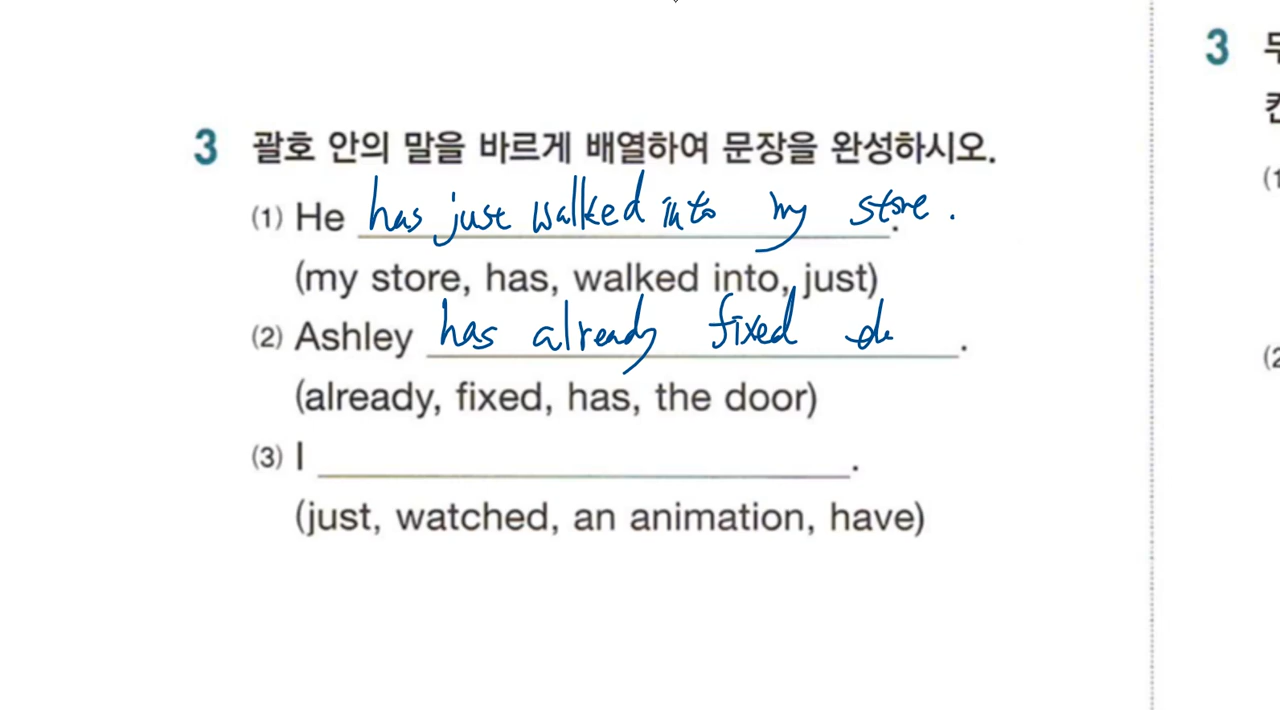 3 괄호 안의 말을 바르게 배열하여 문장을 완성하시오.
(1) He has just walked into my store.
(my store, has, walked into, just)
(2) Ashley has already fixed .
(already, fixed, has, the door)
(3) I .
(just, watched, an animation, have)
3
(1
(2